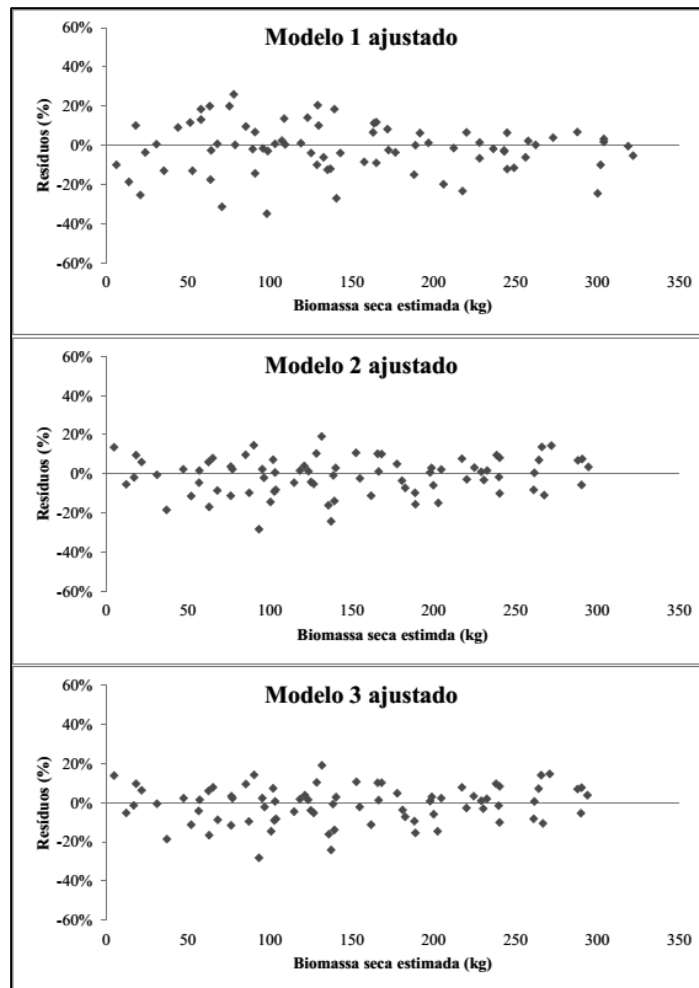 Modelo 1 ajustado
60%
40%
20%
0%
-20%
-40%
-60%
Resíduos (%)
0 50 100 150 200 250 300 350
Biomassa seca estimada (kg)
Modelo 2 ajustado
60%
40%
20%
0%
-20%
-40%
-60%
Resíduos (%)
0 50 100 150 200 250 300 350
Biomassa seca estimda (kg)
Modelo 3 ajustado
60%
40%
20%
0%
-20%
-40%
-60%
Resíduos (%)
0 50 100 150 200 250 300 350
Biomassa seca estimada (kg)